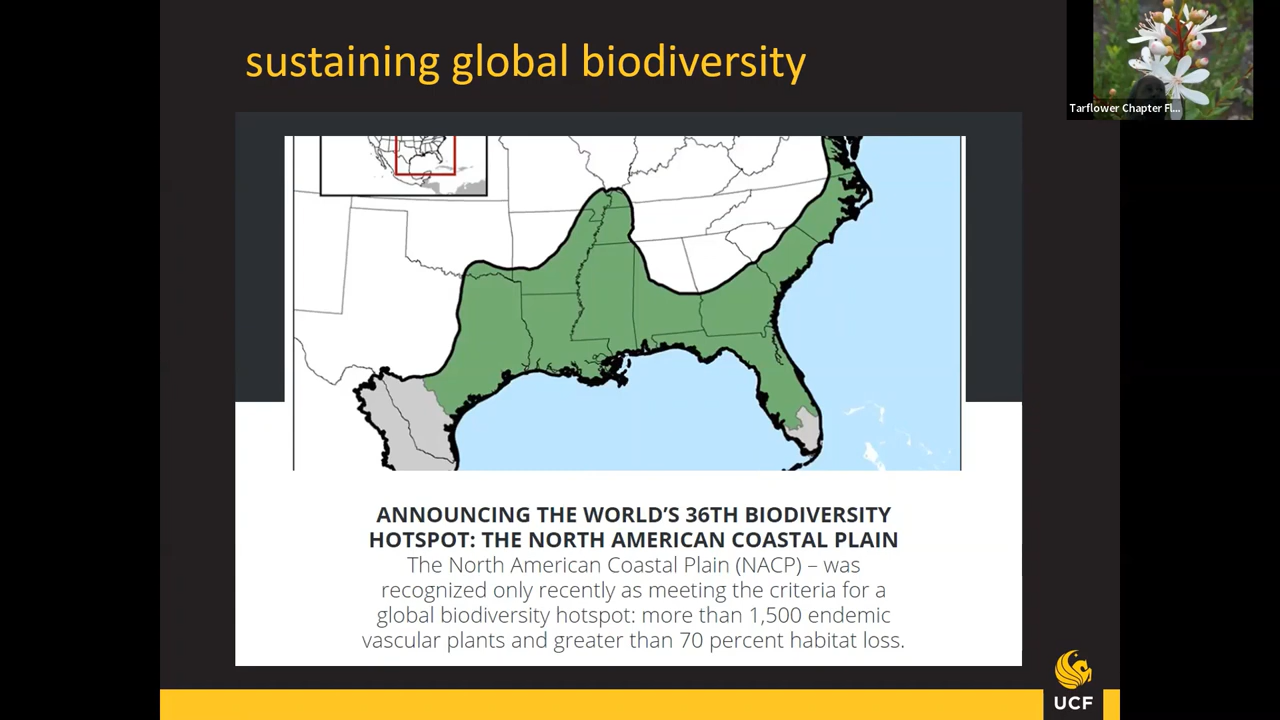 sustaining global biodiversity
Tarflower Chapter Fl...
ANNOUNCING THE WORLD'S 36TH BIODIVERSITY
HOTSPOT: THE NORTH AMERICAN COASTAL PLAIN
The North American Coastal Plain (NACP) – was
recognized only recently as meeting the criteria for a
global biodiversity hotspot: more than 1,500 endemic
vascular plants and greater than 70 percent habitat loss.
UCF